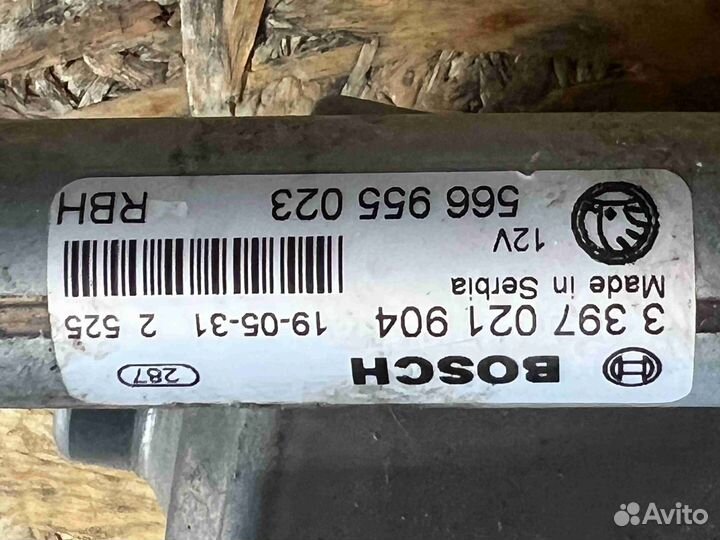 BOSCH 287
3 397 021 904 19-05-31 2 525
Made in Serbia
12V
566 955 023 RBH
Avito